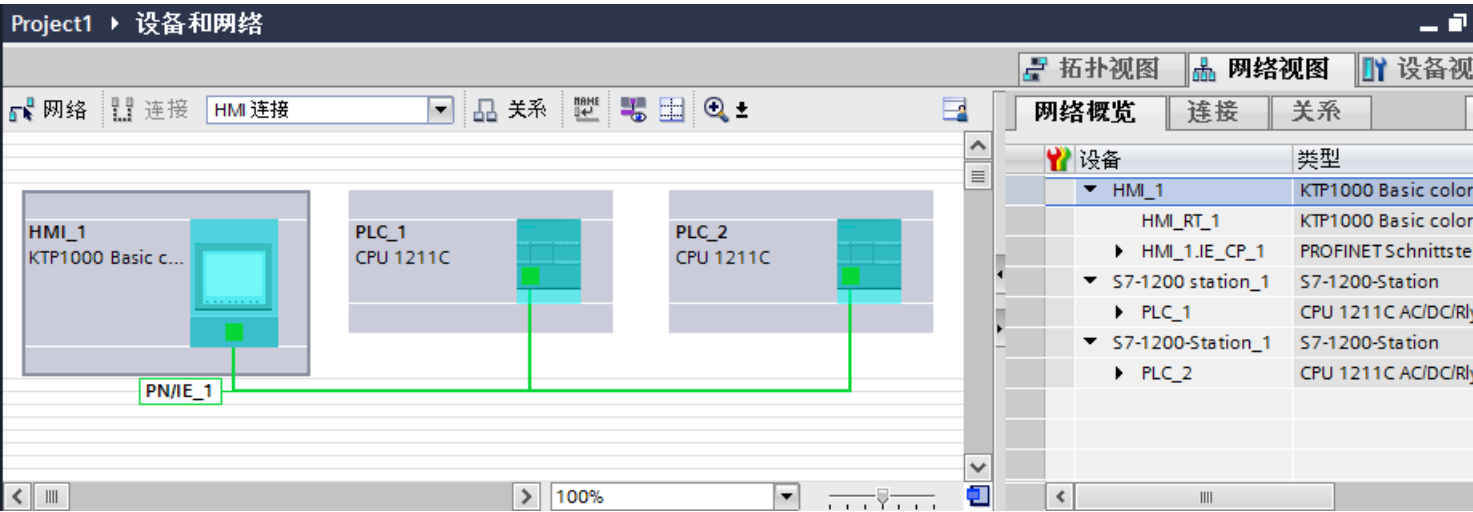 Project1 ▸ 设备和网络
拓扑视图 网络视图 设备视
网络 连接 HMI 连接 关系
网络概览 连接 关系
设备 类型
HMI_1
KTP1000 Basic c...
PLC_1
CPU 1211C
PLC_2
CPU 1211C
PN/IE_1
HMI_1 KTP1000 Basic color
HMI_RT_1 KTP1000 Basic color
HMI_1.IE_CP_1 PROFINET Schnittste
S7-1200 station_1 S7-1200-Station
PLC_1 CPU 1211C AC/DC/Rly
S7-1200-Station_1 S7-1200-Station
PLC_2 CPU 1211C AC/DC/Rly
100%